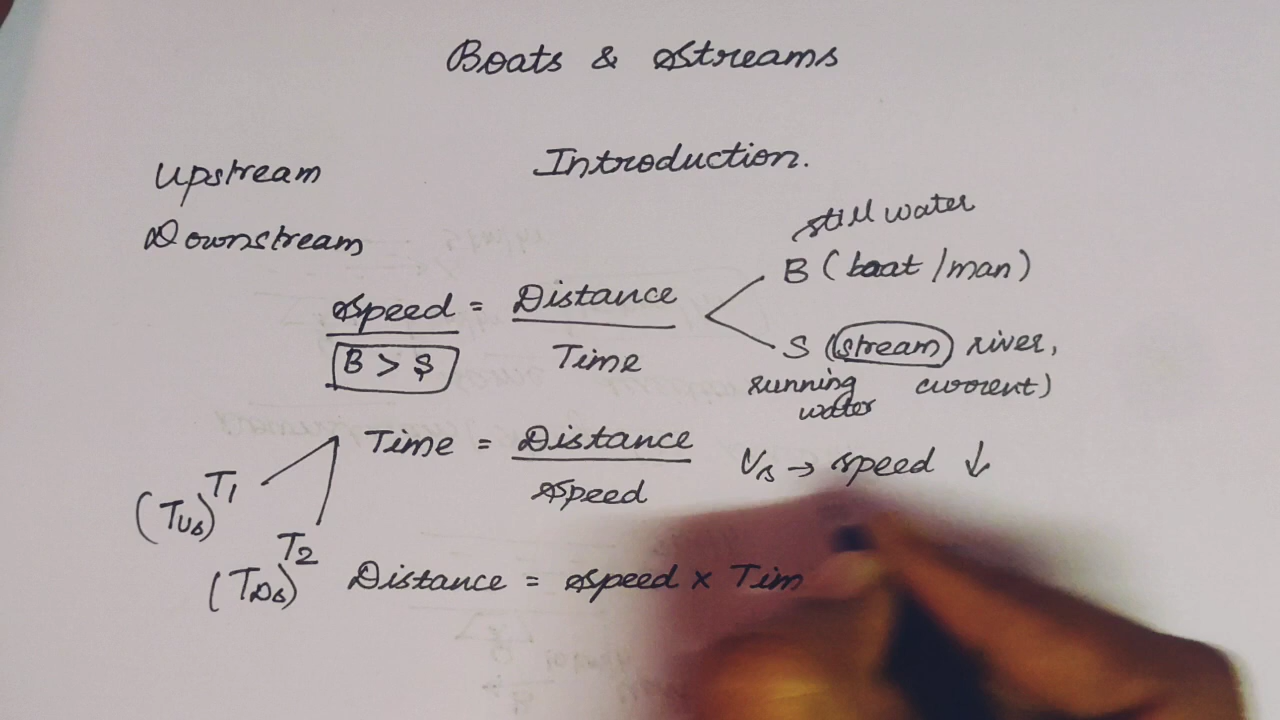 Boats & Streams
Introduction.
Upstream
Downstream
still water
B (boat /man)
Speed = Distance
Time
B > S
S (stream) river,
running water
current)
Time = Distance
Speed
Us → speed ↓
(TUs) T1
(TDs) T2
Distance = Speed x Tim